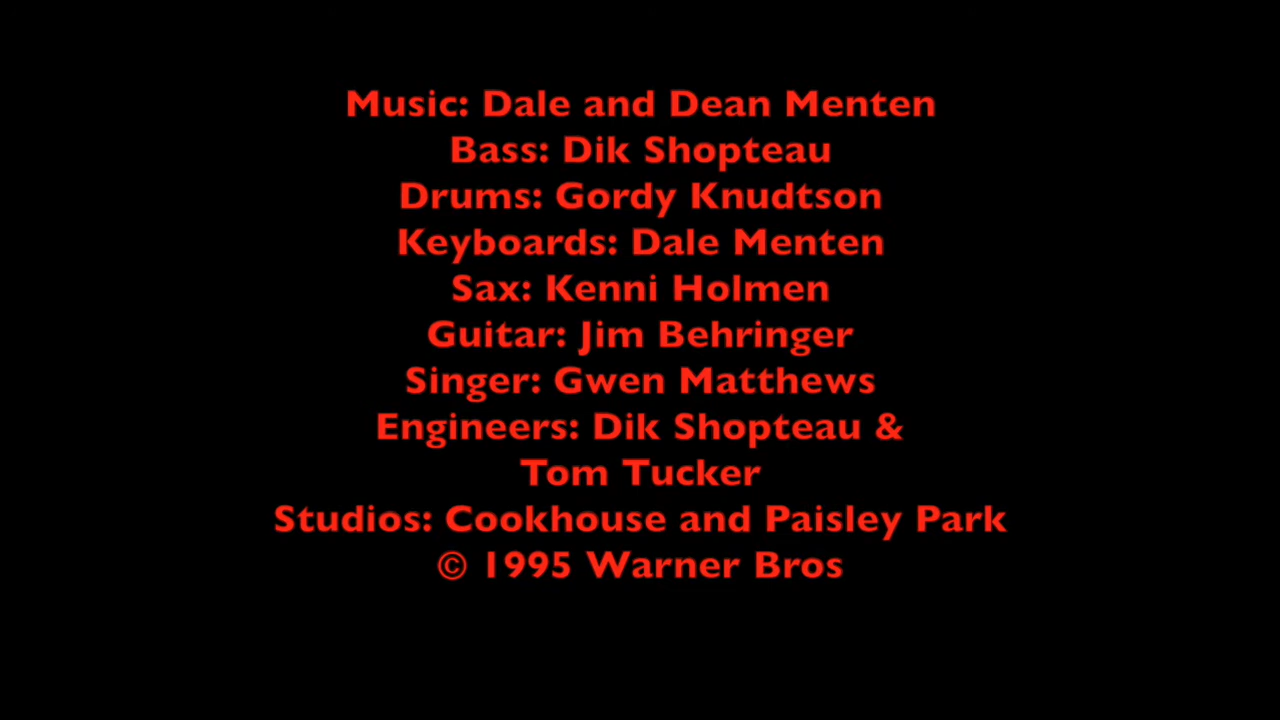 Music: Dale and Dean Menten
Bass: Dik Shopteau
Drums: Gordy Knudtson
Keyboards: Dale Menten
Sax: Kenni Holmen
Guitar: Jim Behringer
Singer: Gwen Matthews
Engineers: Dik Shopteau &
Tom Tucker
Studios: Cookhouse and Paisley Park
© 1995 Warner Bros